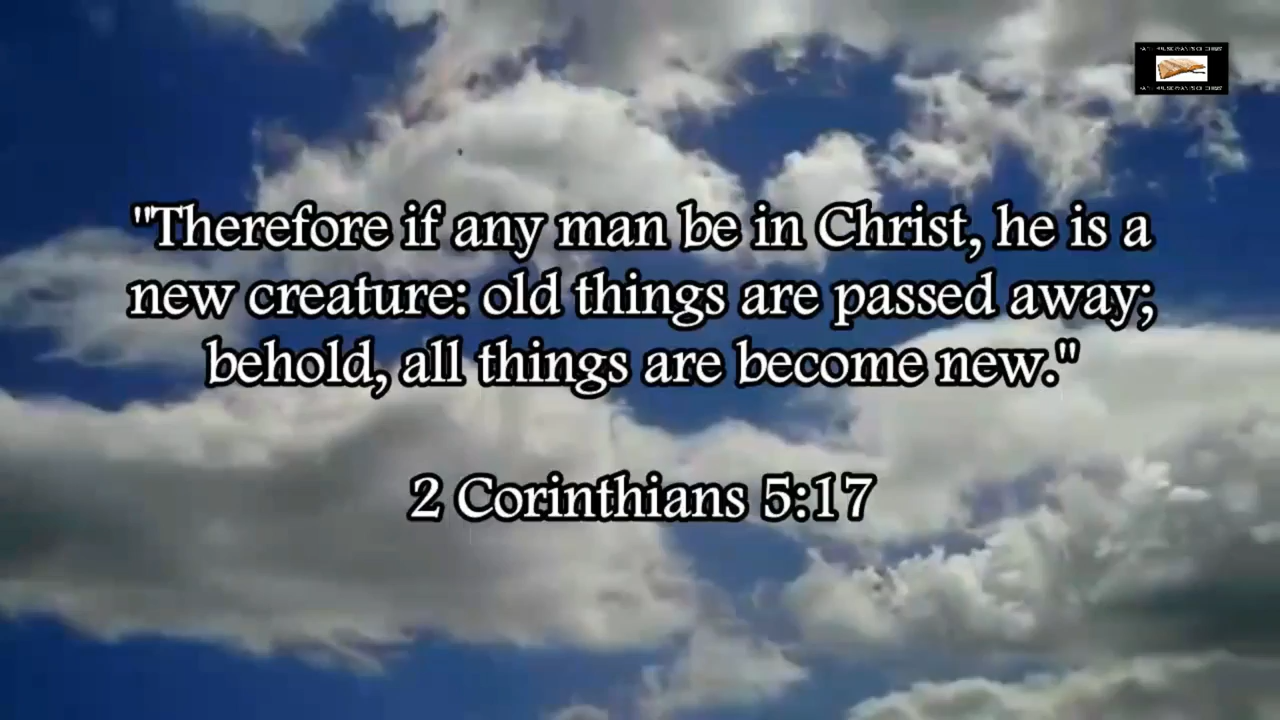 "Therefore if any man be in Christ, he is a
new creature: old things are passed away;
behold, all things are become new."
2 Corinthians 5:17